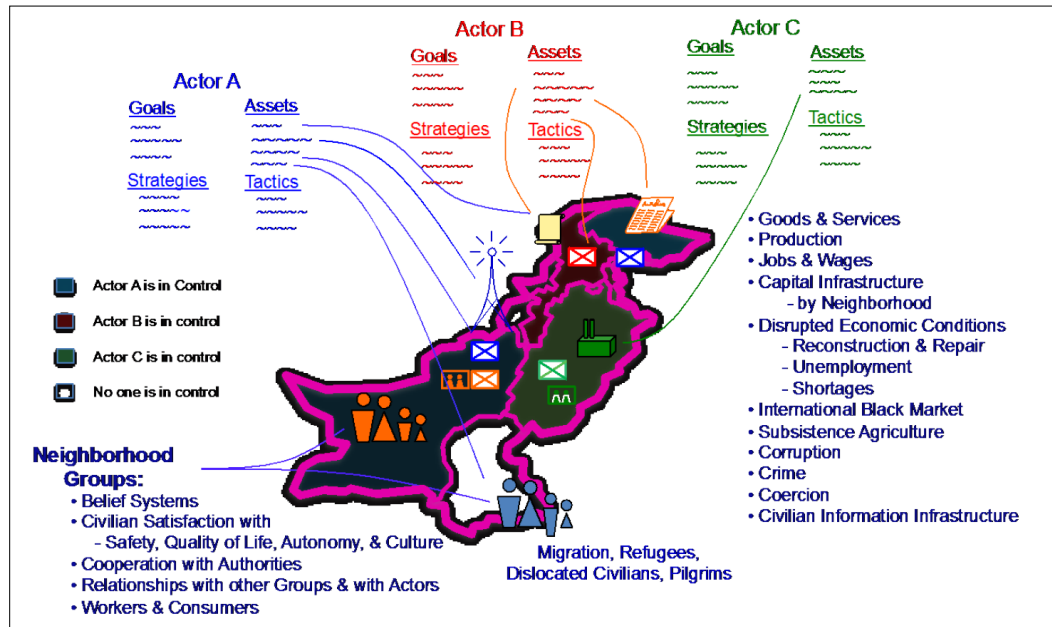 Actor A
Goals
Assets
Strategies
Tactics
Actor B
Goals
Assets
Strategies
Tactics
Actor C
Goals
Assets
Strategies
Tactics
Actor A is in Control
Actor B is in control
Actor C is in control
No one is in control
Neighborhood
Groups:
• Belief Systems
• Civilian Satisfaction with
– Safety, Quality of Life, Autonomy, & Culture
• Cooperation with Authorities
• Relationships with other Groups & with Actors
• Workers & Consumers
Migration, Refugees,
Dislocated Civilians, Pilgrims
• Goods & Services
• Production
• Jobs & Wages
• Capital Infrastructure
– by Neighborhood
• Disrupted Economic Conditions
– Reconstruction & Repair
– Unemployment
– Shortages
• International Black Market
• Subsistence Agriculture
• Corruption
• Crime
• Coercion
• Civilian Information Infrastructure